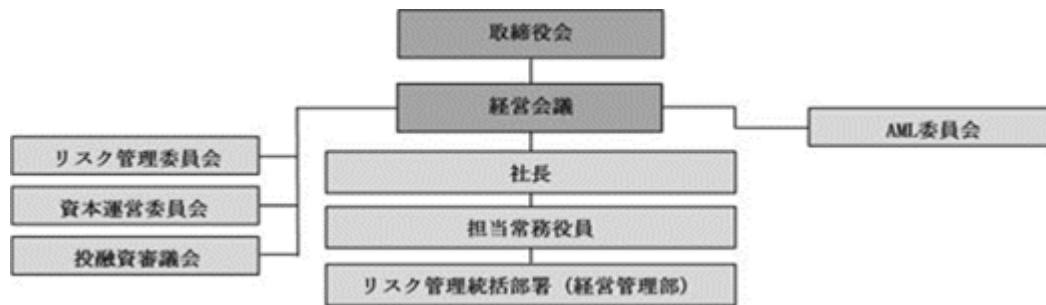 取締役会
経営会議
AML委員会
リスク管理委員会
資本運営委員会
投融資審議会
社長
担当常務役員
リスク管理統括部署（経営管理部）